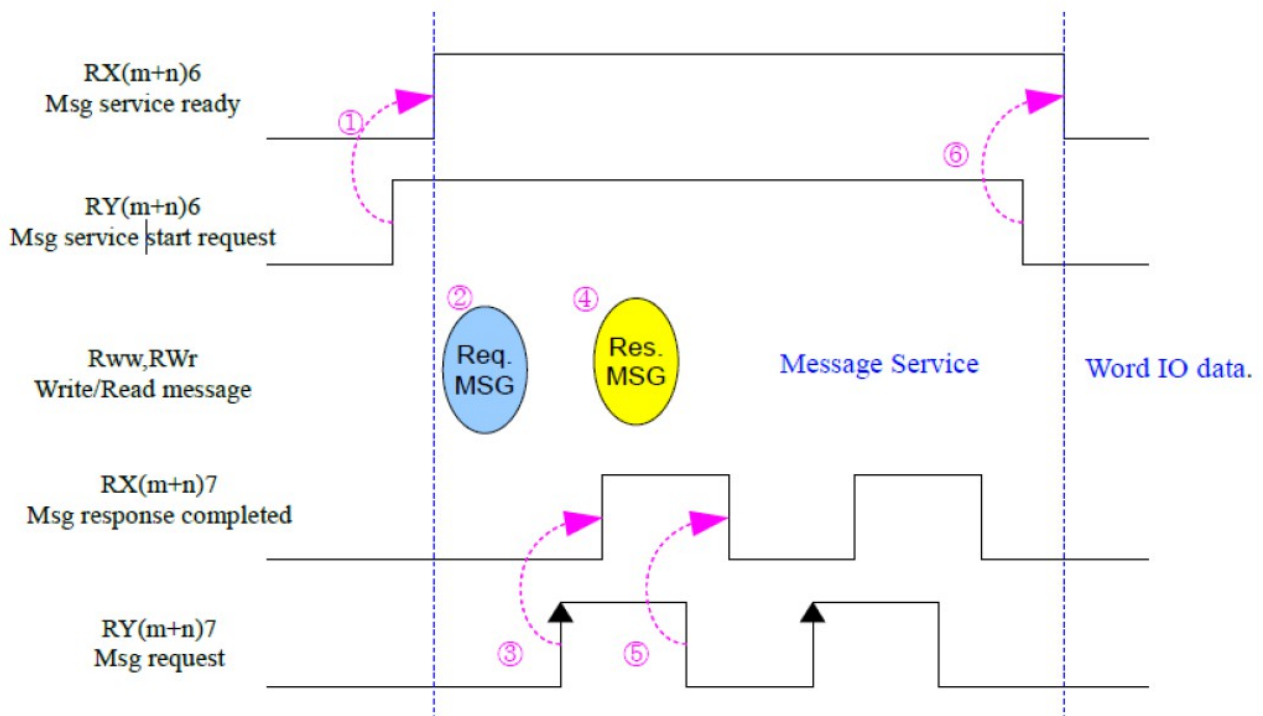 RX(m+n)6
Msg service ready
①
⑥
RY(m+n)6
Msg service start request
②
④
Rww,RWr
Write/Read message
Req.
MSG
Res.
MSG
Message Service
Word IO data.
RX(m+n)7
Msg response completed
RY(m+n)7
Msg request
③
⑤